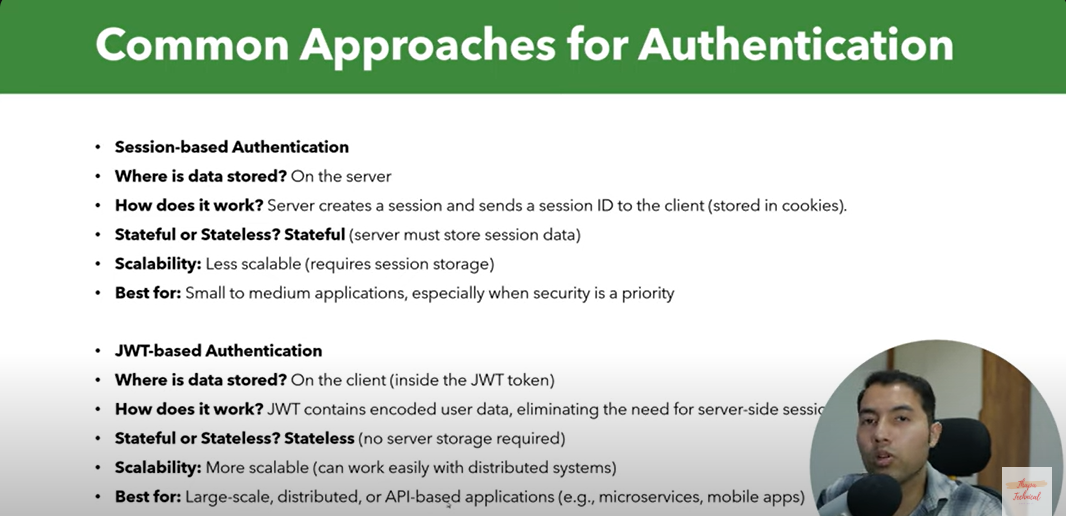 Common Approaches for Authentication
• Session-based Authentication
• Where is data stored? On the server
• How does it work? Server creates a session and sends a session ID to the client (stored in cookies).
• Stateful or Stateless? Stateful (server must store session data)
• Scalability: Less scalable (requires session storage)
• Best for: Small to medium applications, especially when security is a priority
• JWT-based Authentication
• Where is data stored? On the client (inside the JWT token)
• How does it work? JWT contains encoded user data, eliminating the need for server-side
• Stateful or Stateless? Stateless (no server storage required)
• Scalability: More scalable (can work easily with distributed systems)
• Best for: Large-scale, distributed, or API-based applications (e.g., microservices, mobile apps)
Thapa
Technical